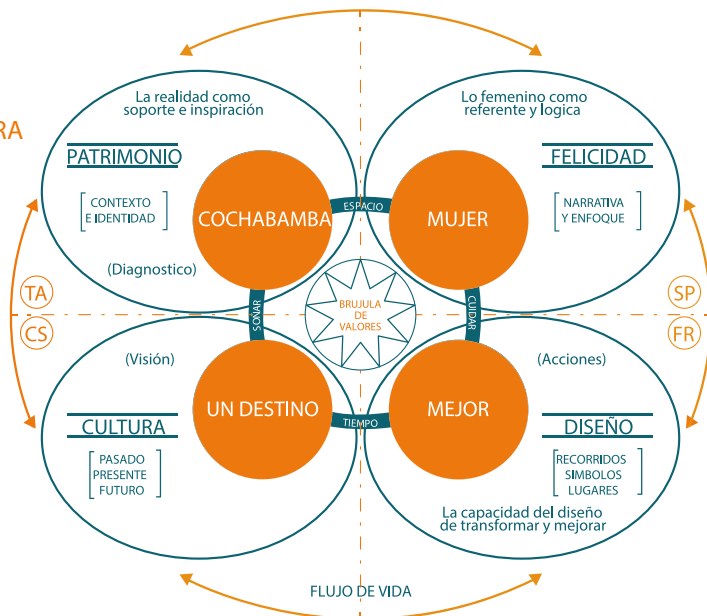 La realidad como
soporte e inspiración
RA
PATRIMONIO
CONTEXTO
E IDENTIDAD
COCHABAMBA
(Diagnostico)
ESPACIO
Lo femenino como
referente y logica
MUJER
FELICIDAD
NARRATIVA
Y ENFOQUE
TA
CS
SOÑAR
BRUJULA
DE
VALORES
CUIDAR
SP
FR
(Visión)
UN DESTINO
CULTURA
PASADO
PRESENTE
FUTURO
TIEMPO
(Acciones)
MEJOR
DISEÑO
RECORRIDOS
SIMBOLOS
LUGARES
La capacidad del diseño
de transformar y mejorar
FLUJO DE VIDA